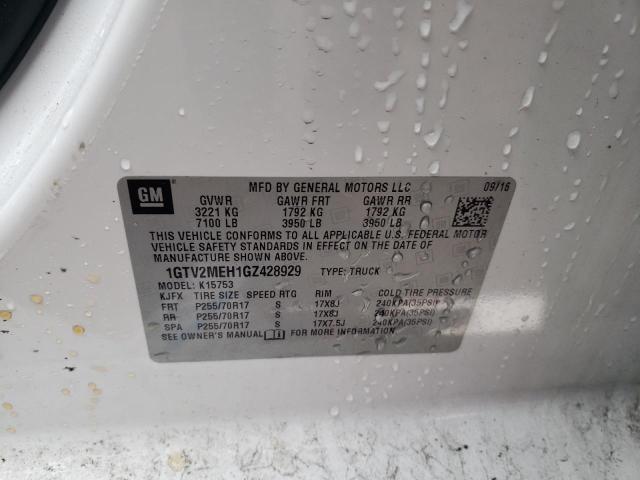 GM
MFD BY GENERAL MOTORS LLC 09/16
GVWR GAWR FRT GAWR RR
3221 KG 1792 KG 1792 KG
7100 LB 3950 LB 3950 LB
THIS VEHICLE CONFORMS TO ALL APPLICABLE U.S. FEDERAL MOTOR
VEHICLE SAFETY, BUMPER, AND THEFT PREVENTION
STANDARDS IN EFFECT ON THE DATE OF
MANUFACTURE SHOWN ABOVE.
1GTV2MEH1GZ428929 TYPE: TRUCK
MODEL: K15753
KJFX TIRE SIZE SPEED RTG RIM COLD TIRE PRESSURE
FRT P255/70R17 S 17X8J 240KPA(35PSI)
RR P255/70R17 S 17X8J 240KPA(35PSI)
SPA P255/70R17 S 17X7.5J 240KPA(35PSI)
SEE OWNER'S MANUAL FOR MORE INFORMATION.